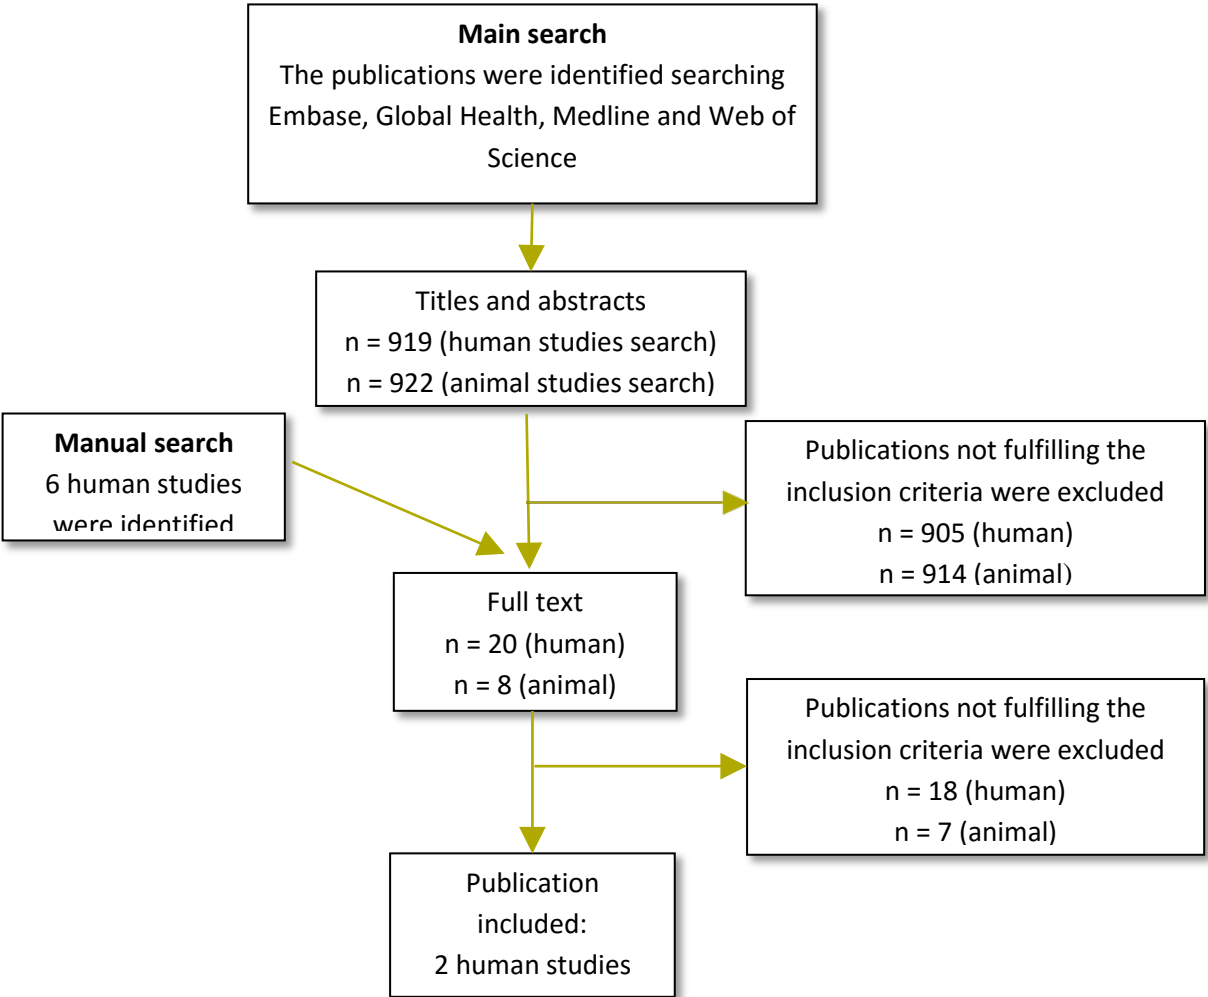 Main search
The publications were identified searching
Embase, Global Health, Medline and Web of
Science
Titles and abstracts
n = 919 (human studies search)
n = 922 (animal studies search)
Manual search
6 human studies
were identified
Publications not fulfilling the
inclusion criteria were excluded
n = 905 (human)
n = 914 (animal)
Full text
n = 20 (human)
n = 8 (animal)
Publications not fulfilling the
inclusion criteria were excluded
n = 18 (human)
n = 7 (animal)
Publication
included:
2 human studies